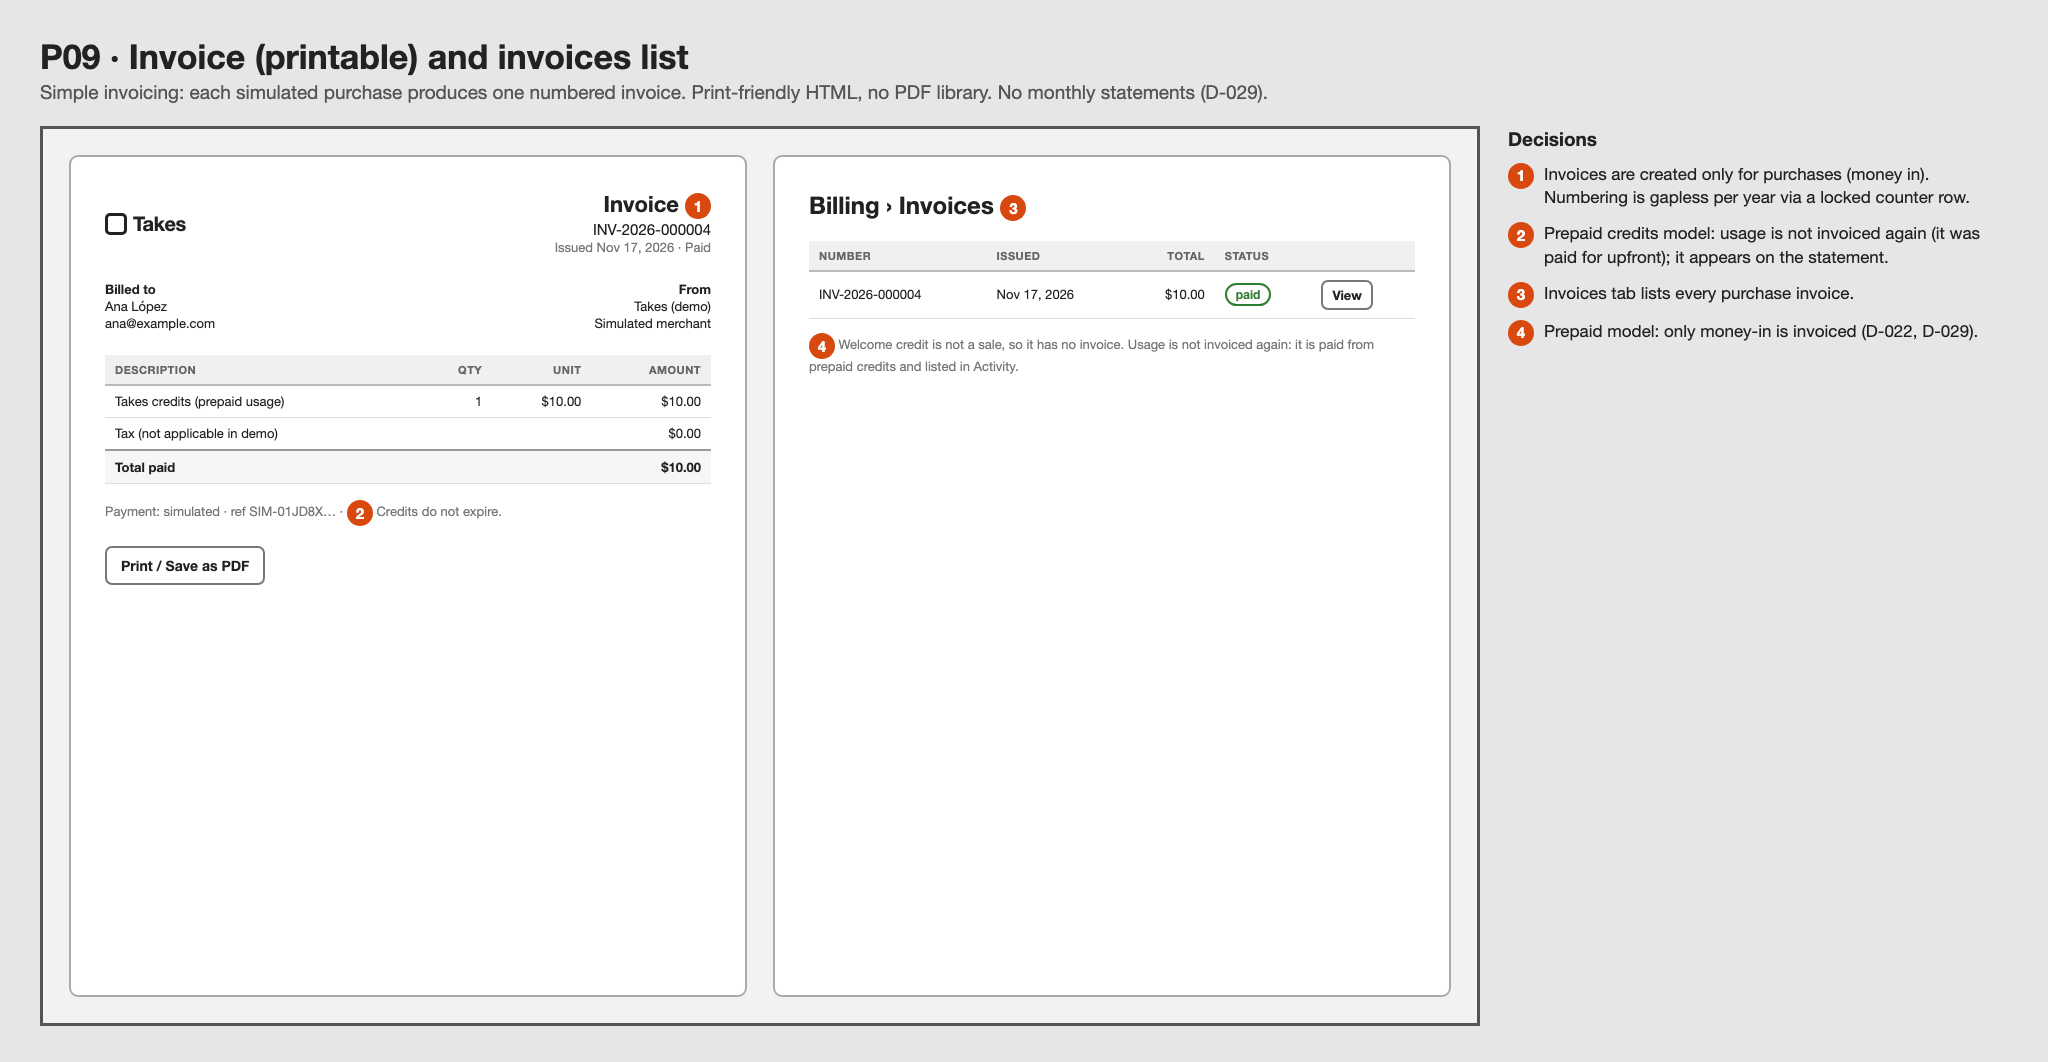 P09 · Invoice (printable) and invoices list
Simple invoicing: each simulated purchase produces one numbered invoice. Print-friendly HTML, no PDF library. No monthly statements (D-029).
Takes
Invoice 1
INV-2026-000004
Issued Nov 17, 2026 · Paid
Billed to
Ana López
ana@example.com
From
Takes (demo)
Simulated merchant
DESCRIPTION QTY UNIT AMOUNT
Takes credits (prepaid usage) 1 $10.00 $10.00
Tax (not applicable in demo) $0.00
Total paid $10.00
Payment: simulated · ref SIM-01JD8X… · 2 Credits do not expire.
Print / Save as PDF
Billing › Invoices 3
NUMBER ISSUED TOTAL STATUS
INV-2026-000004 Nov 17, 2026 $10.00 paid View
4 Welcome credit is not a sale, so it has no invoice. Usage is not invoiced again: it is paid from
prepaid credits and listed in Activity.
Decisions
1 Invoices are created only for purchases (money in).
Numbering is gapless per year via a locked counter row.
2 Prepaid credits model: usage is not invoiced again (it was
paid for upfront); it appears on the statement.
3 Invoices tab lists every purchase invoice.
4 Prepaid model: only money-in is invoiced (D-022, D-029).